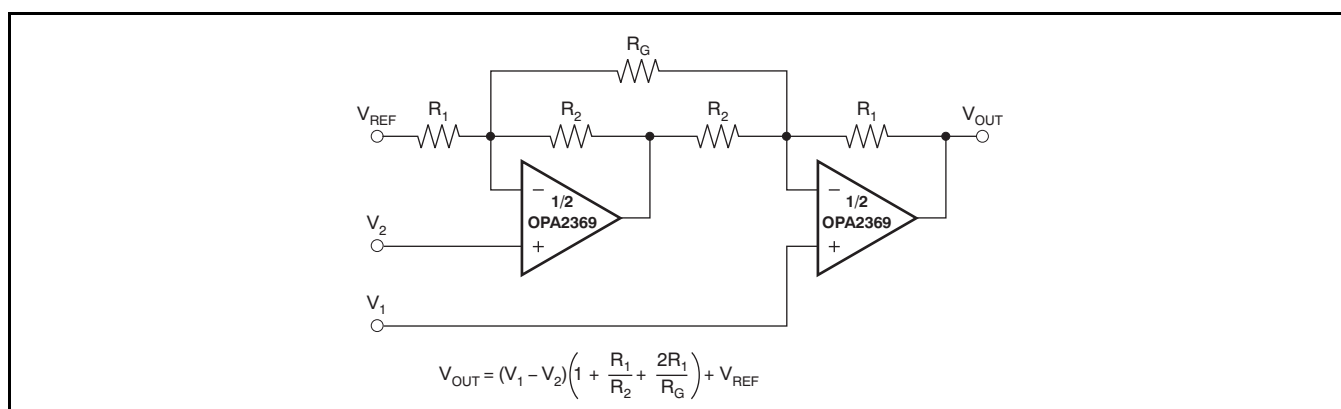 R_G
V_REF R_1 R_2 R_2 R_1 V_OUT
− 1/2 OPA2369 +
− 1/2 OPA2369 +
V_2
V_1
V_OUT = (V_1 − V_2)(1 + R_1/R_2 + 2R_1/R_G) + V_REF